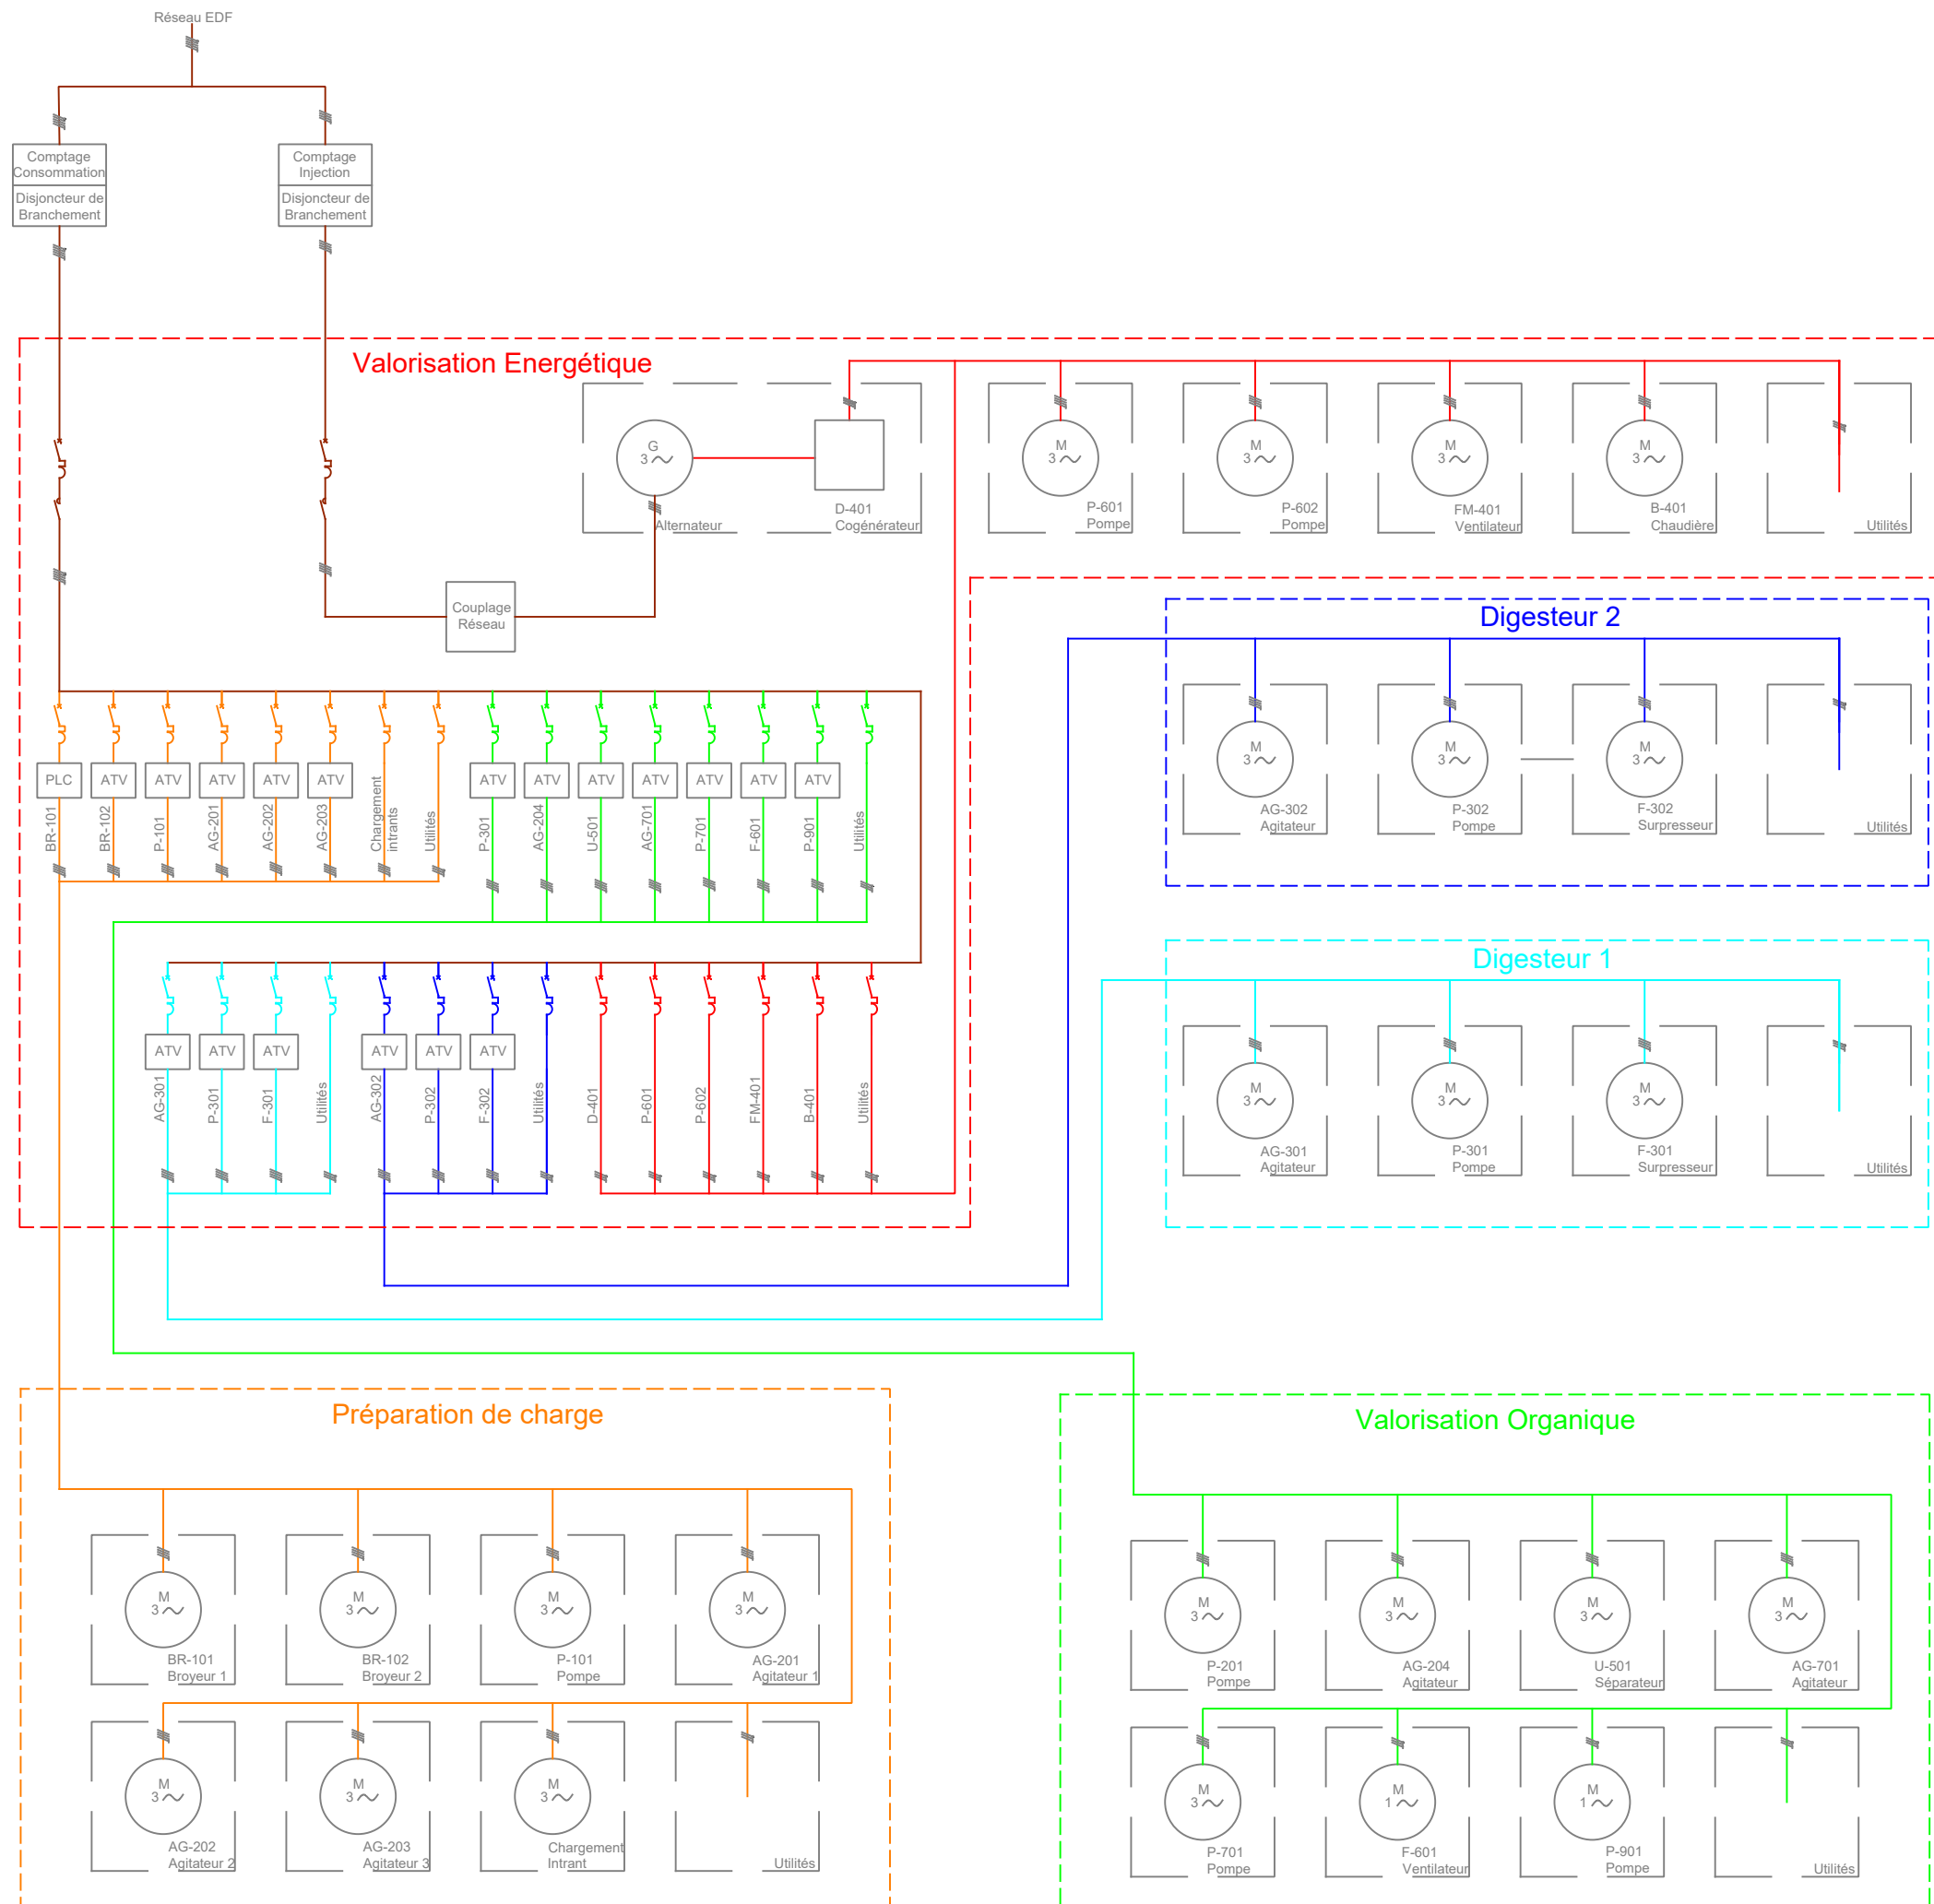 Réseau EDF
Comptage
Consommation
Disjoncteur de
Branchement
Comptage
Injection
Disjoncteur de
Branchement
Valorisation Energétique
G
3
Alternateur
D-401
Cogénérateur
M
3
P-601
Pompe
M
3
P-602
Pompe
M
3
FM-401
Ventilateur
M
3
B-401
Chaudière
Utilités
Couplage
Réseau
Digesteur 2
M
3
AG-302
Agitateur
M
3
P-302
Pompe
M
3
F-302
Surpresseur
Utilités
PLC
ATV
ATV
ATV
ATV
ATV
ATV
ATV
ATV
ATV
ATV
ATV
ATV
BR-101
BR-102
P-101
AG-201
AG-202
AG-203
Chargement
intrants
Utilités
P-301
AG-204
U-501
AG-701
P-701
F-601
P-901
Utilités
Digesteur 1
M
3
AG-301
Agitateur
M
3
P-301
Pompe
M
3
F-301
Surpresseur
Utilités
ATV
ATV
ATV
ATV
ATV
ATV
AG-301
P-301
F-301
Utilités
AG-302
P-302
F-302
Utilités
D-401
P-601
P-602
FM-401
B-401
Utilités
Préparation de charge
M
3
BR-101
Broyeur 1
M
3
BR-102
Broyeur 2
M
3
P-101
Pompe
M
3
AG-201
Agitateur 1
M
3
AG-202
Agitateur 2
M
3
AG-203
Agitateur 3
M
3
Chargement
Intrant
Utilités
Valorisation Organique
M
3
P-201
Pompe
M
3
AG-204
Agitateur
M
3
U-501
Séparateur
M
3
AG-701
Agitateur
M
3
P-701
Pompe
M
1
F-601
Ventilateur
M
1
P-901
Pompe
Utilités